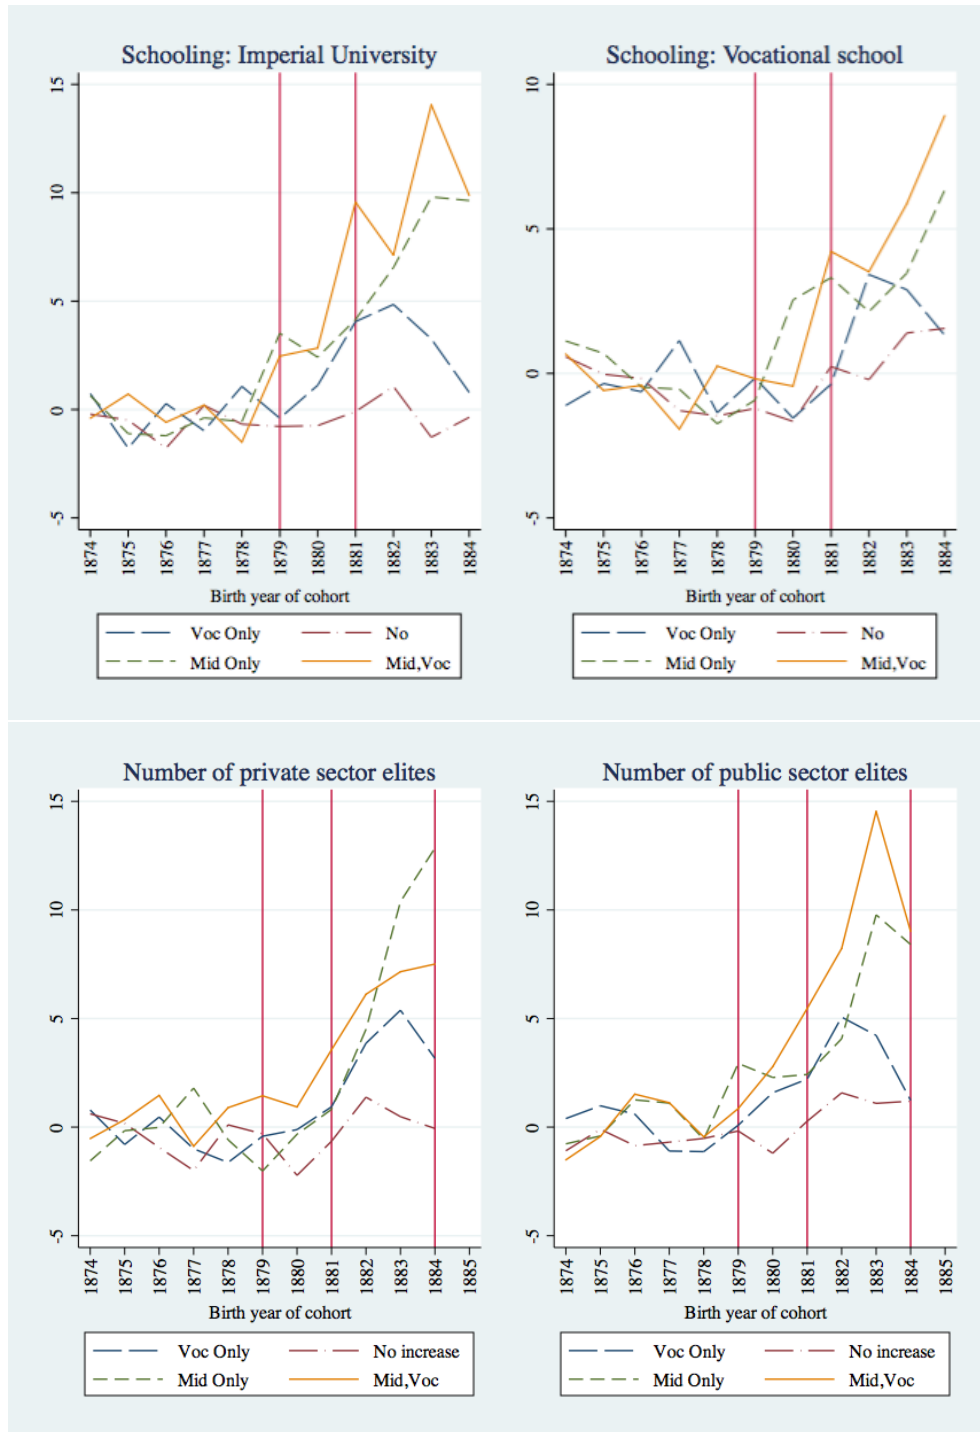 Schooling: Imperial University
15
10
5
0
-5
1874 1875 1876 1877 1878 1879 1880 1881 1882 1883 1884
Birth year of cohort
Voc Only No
Mid Only Mid,Voc
Schooling: Vocational school
10
5
0
-5
1874 1875 1876 1877 1878 1879 1880 1881 1882 1883 1884
Birth year of cohort
Voc Only No
Mid Only Mid,Voc
Number of private sector elites
15
10
5
0
-5
1874 1875 1876 1877 1878 1879 1880 1881 1882 1883 1884 1885
Birth year of cohort
Voc Only No increase
Mid Only Mid,Voc
Number of public sector elites
15
10
5
0
-5
1874 1875 1876 1877 1878 1879 1880 1881 1882 1883 1884 1885
Birth year of cohort
Voc Only No increase
Mid Only Mid,Voc